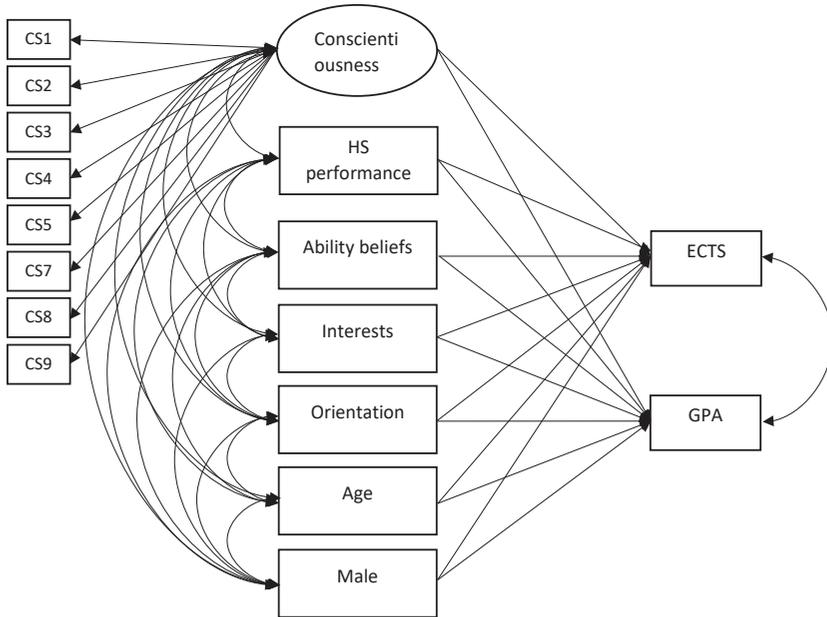 CS1
CS2
CS3
CS4
CS5
CS7
CS8
CS9
Conscienti
ousness
HS
performance
Ability beliefs
Interests
Orientation
Age
Male
ECTS
GPA